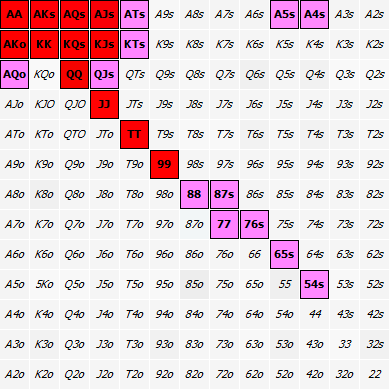 AA AKs AQs AJs ATs A9s A8s A7s A6s A5s A4s A3s A2s
AKo KK KQs KJs KTs K9s K8s K7s K6s K5s K4s K3s K2s
AQo KQo QQ QJs QTs Q9s Q8s Q7s Q6s Q5s Q4s Q3s Q2s
AJo KJO QJO JJ JTs J9s J8s J7s J6s J5s J4s J3s J2s
ATo KTo QTO JTo TT T9s T8s T7s T6s T5s T4s T3s T2s
A9o K9o Q9o J9o T9o 99 98s 97s 96s 95s 94s 93s 92s
A8o K8o Q8o J8o T8o 98o 88 87s 86s 85s 84s 83s 82s
A7o K7o Q7o J7o T7o 97o 87o 77 76s 75s 74s 73s 72s
A6o K6o Q6o J6o T6o 96o 86o 76o 66 65s 64s 63s 62s
A5o 5Ko Q5o J5o T5o 95o 85o 75o 65o 55 54s 53s 52s
A4o K4o Q4o J4o T4o 94o 84o 74o 64o 54o 44 43s 42s
A3o K3o Q3o J3o T3o 93o 83o 73o 63o 53o 43o 33 32s
A2o K2o Q2o J2o T2o 92o 82o 72o 62o 52o 42o 32o 22